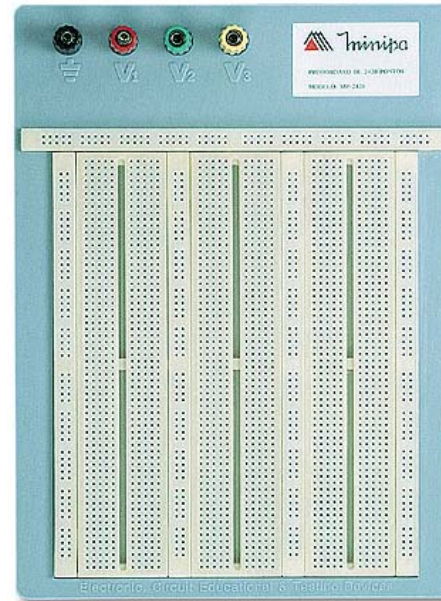 minipa
PROTOBOARD DE 2420 PONTOS
MODELO: MP-2420
V1 V2 V3
Electronic, Circuit Educational & Testing Device